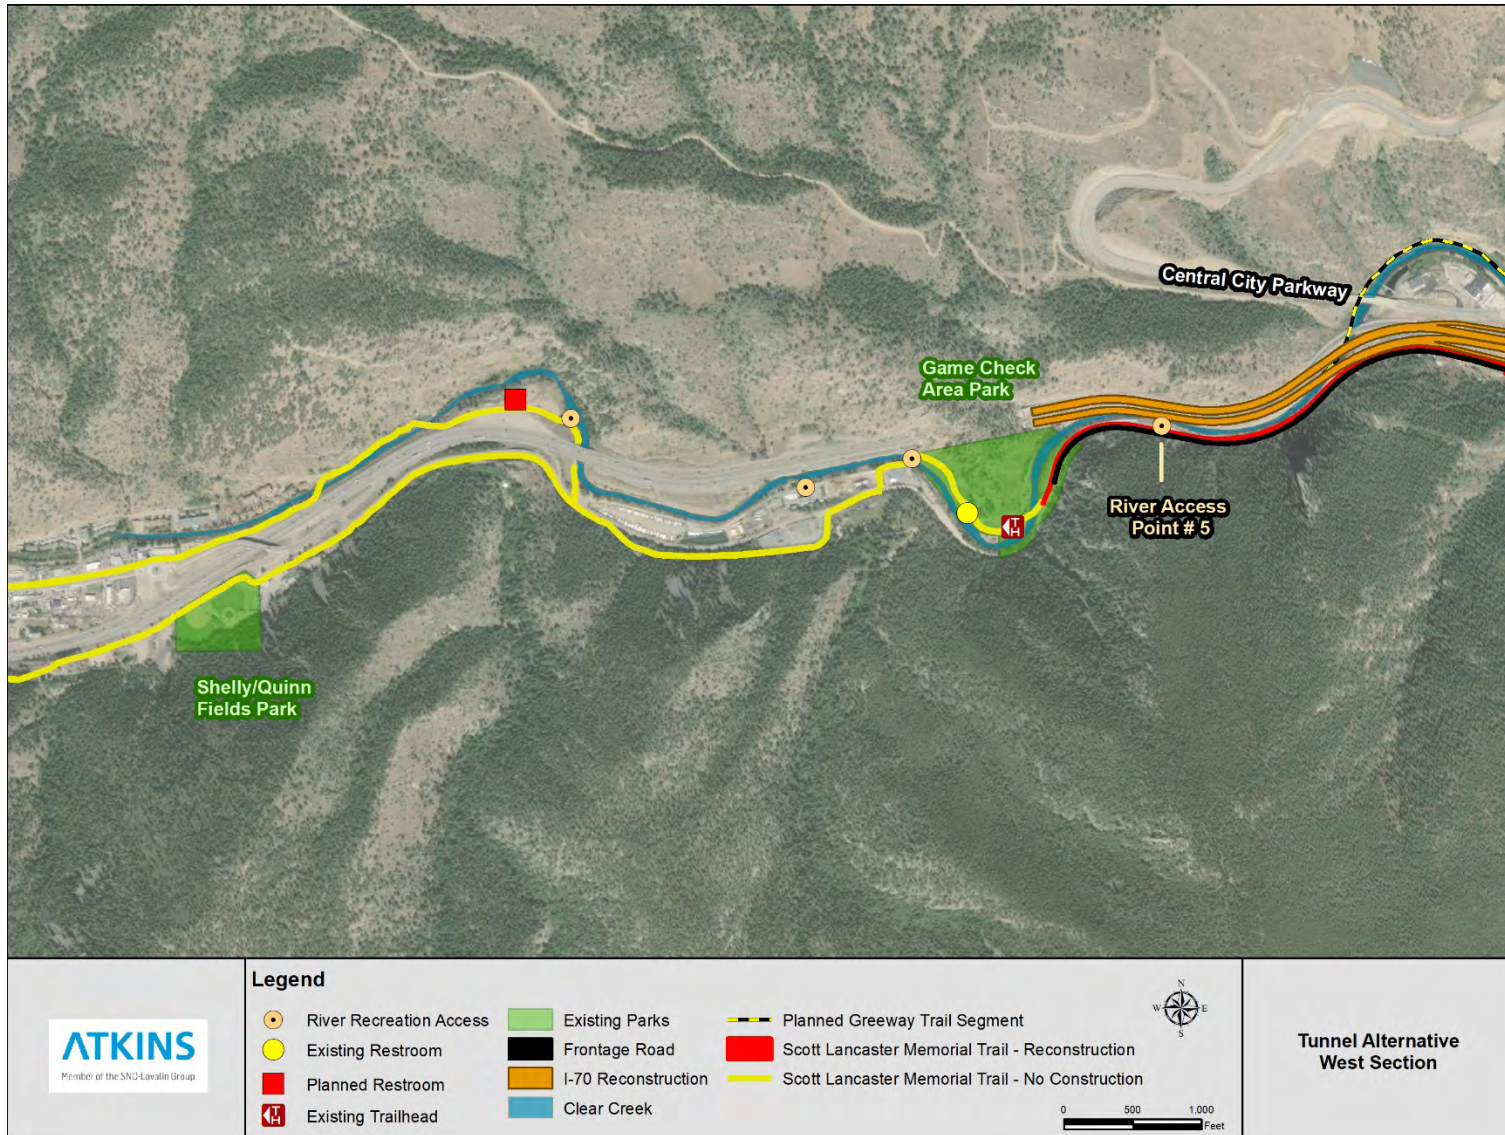 Central City Parkway
Game Check
Area Park
River Access
Point # 5
Shelly/Quinn
Fields Park
ATKINS
Member of the SNC-Lavalin Group
Legend
River Recreation Access
Existing Restroom
Planned Restroom
TH
Existing Trailhead
Existing Parks
Frontage Road
I-70 Reconstruction
Clear Creek
Planned Greeway Trail Segment
Scott Lancaster Memorial Trail - Reconstruction
Scott Lancaster Memorial Trail - No Construction
N
W E
S
0 500 1,000
Feet
Tunnel Alternative
West Section
TH